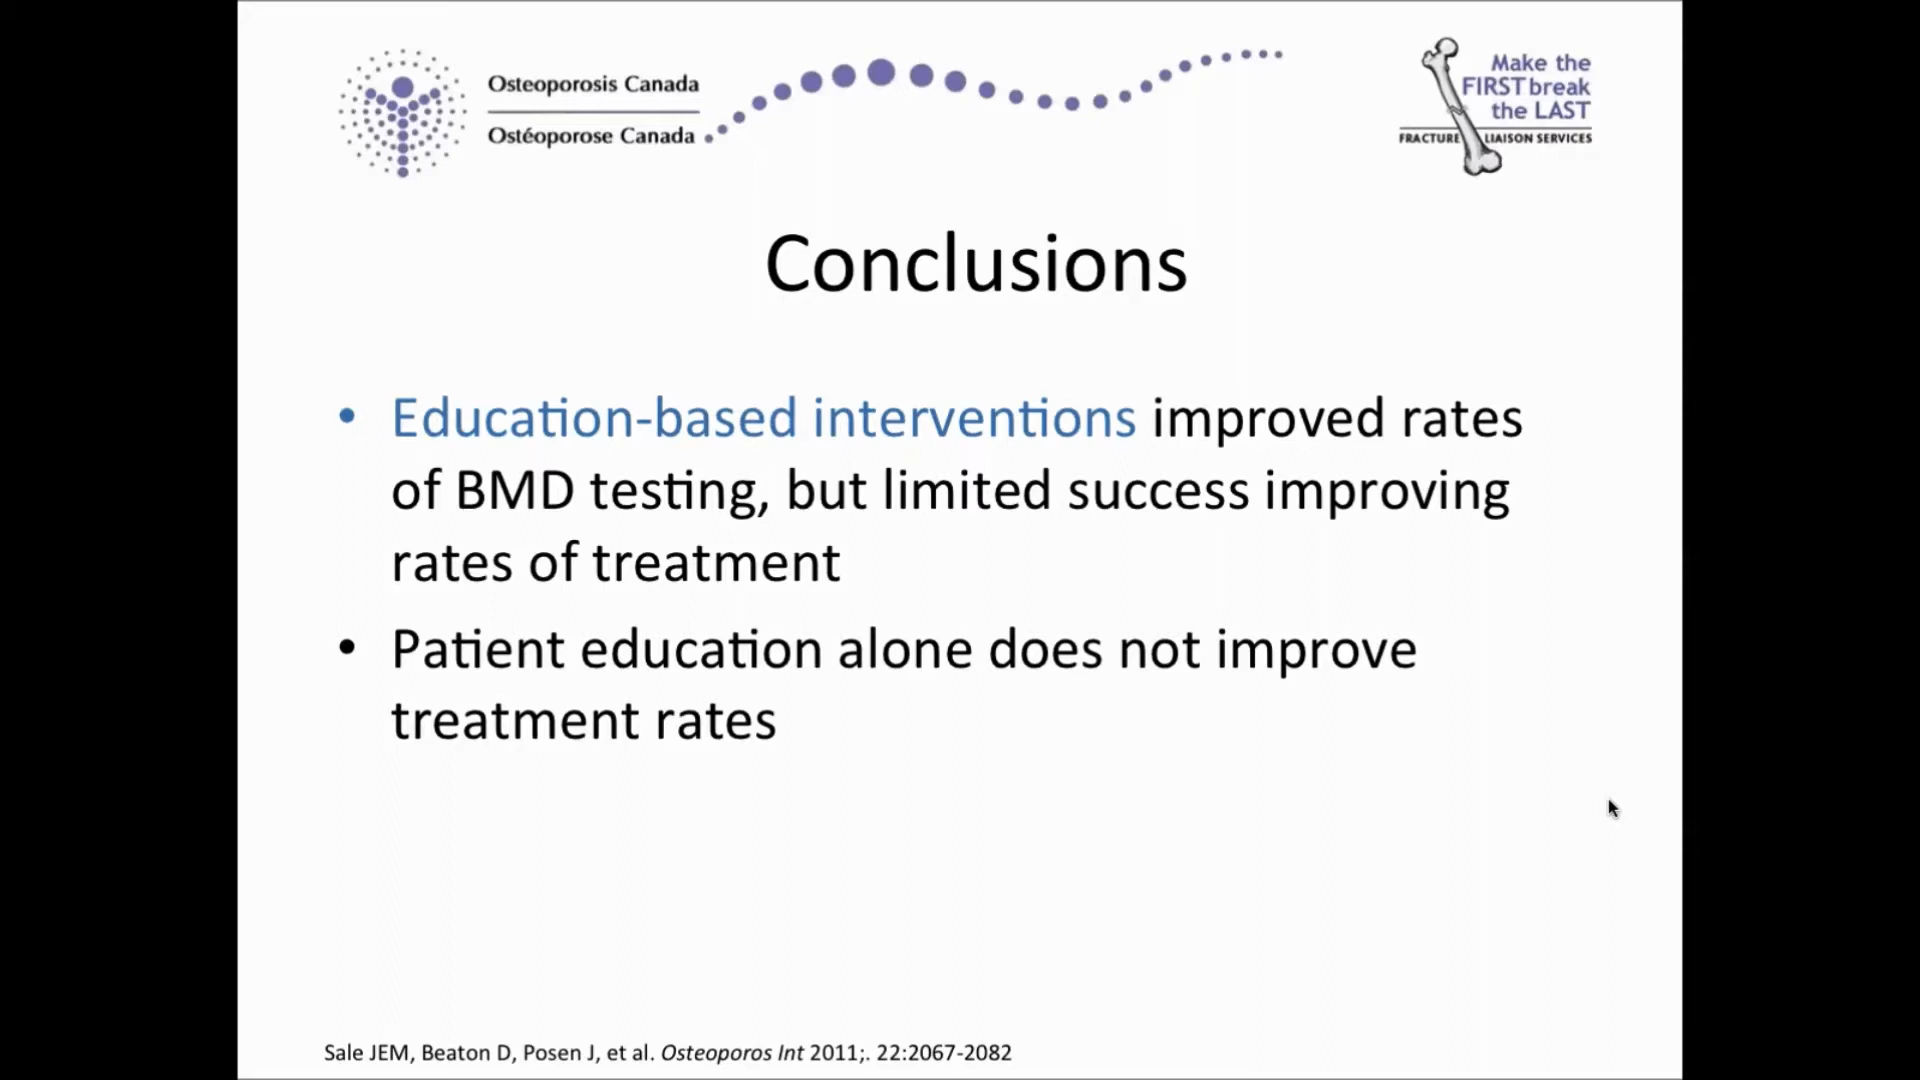 Osteoporosis Canada
Ostéoporose Canada
Make the
FIRST break
the LAST
FRACTURE LIAISON SERVICES
Conclusions
• Education-based interventions improved rates
of BMD testing, but limited success improving
rates of treatment
• Patient education alone does not improve
treatment rates
Sale JEM, Beaton D, Posen J, et al. Osteoporos Int 2011;. 22:2067-2082